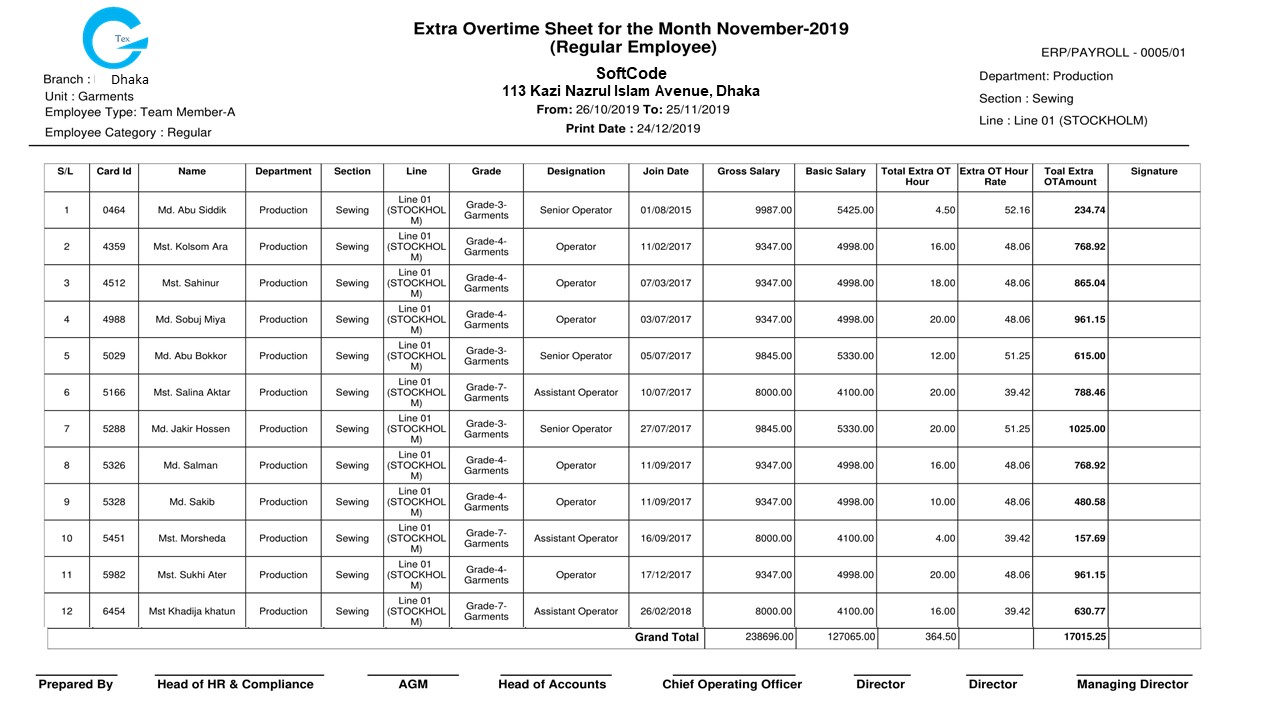 Tex
Extra Overtime Sheet for the Month November-2019
(Regular Employee)
SoftCode
113 Kazi Nazrul Islam Avenue, Dhaka
From: 26/10/2019 To: 25/11/2019
Print Date : 24/12/2019
Branch : Dhaka
Unit : Garments
Employee Type: Team Member-A
Employee Category : Regular
ERP/PAYROLL - 0005/01
Department: Production
Section : Sewing
Line : Line 01 (STOCKHOLM)
S/L Card Id Name Department Section Line Grade Designation Join Date Gross Salary Basic Salary Total Extra OT Hour Extra OT Hour Rate Toal Extra OTAmount Signature
1 0464 Md. Abu Siddik Production Sewing Line 01 (STOCKHOLM) Grade-3-Garments Senior Operator 01/08/2015 9987.00 5425.00 4.50 52.16 234.74
2 4359 Mst. Kolsom Ara Production Sewing Line 01 (STOCKHOLM) Grade-4-Garments Operator 11/02/2017 9347.00 4998.00 16.00 48.06 768.92
3 4512 Mst. Sahinur Production Sewing Line 01 (STOCKHOLM) Grade-4-Garments Operator 07/03/2017 9347.00 4998.00 18.00 48.06 865.04
4 4988 Md. Sobuj Miya Production Sewing Line 01 (STOCKHOLM) Grade-4-Garments Operator 03/07/2017 9347.00 4998.00 20.00 48.06 961.15
5 5029 Md. Abu Bokkor Production Sewing Line 01 (STOCKHOLM) Grade-3-Garments Senior Operator 05/07/2017 9845.00 5330.00 12.00 51.25 615.00
6 5166 Mst. Salina Aktar Production Sewing Line 01 (STOCKHOLM) Grade-7-Garments Assistant Operator 10/07/2017 8000.00 4100.00 20.00 39.42 788.46
7 5288 Md. Jakir Hossen Production Sewing Line 01 (STOCKHOLM) Grade-3-Garments Senior Operator 27/07/2017 9845.00 5330.00 20.00 51.25 1025.00
8 5326 Md. Salman Production Sewing Line 01 (STOCKHOLM) Grade-4-Garments Operator 11/09/2017 9347.00 4998.00 16.00 48.06 768.92
9 5328 Md. Sakib Production Sewing Line 01 (STOCKHOLM) Grade-4-Garments Operator 11/09/2017 9347.00 4998.00 10.00 48.06 480.58
10 5451 Mst. Morsheda Production Sewing Line 01 (STOCKHOLM) Grade-7-Garments Assistant Operator 16/09/2017 8000.00 4100.00 4.00 39.42 157.69
11 5982 Mst. Sukhi Ater Production Sewing Line 01 (STOCKHOLM) Grade-4-Garments Operator 17/12/2017 9347.00 4998.00 20.00 48.06 961.15
12 6454 Mst Khadija khatun Production Sewing Line 01 (STOCKHOLM) Grade-7-Garments Assistant Operator 26/02/2018 8000.00 4100.00 16.00 39.42 630.77
Grand Total 238696.00 127065.00 364.50 17015.25
Prepared By Head of HR & Compliance AGM Head of Accounts Chief Operating Officer Director Director Managing Director